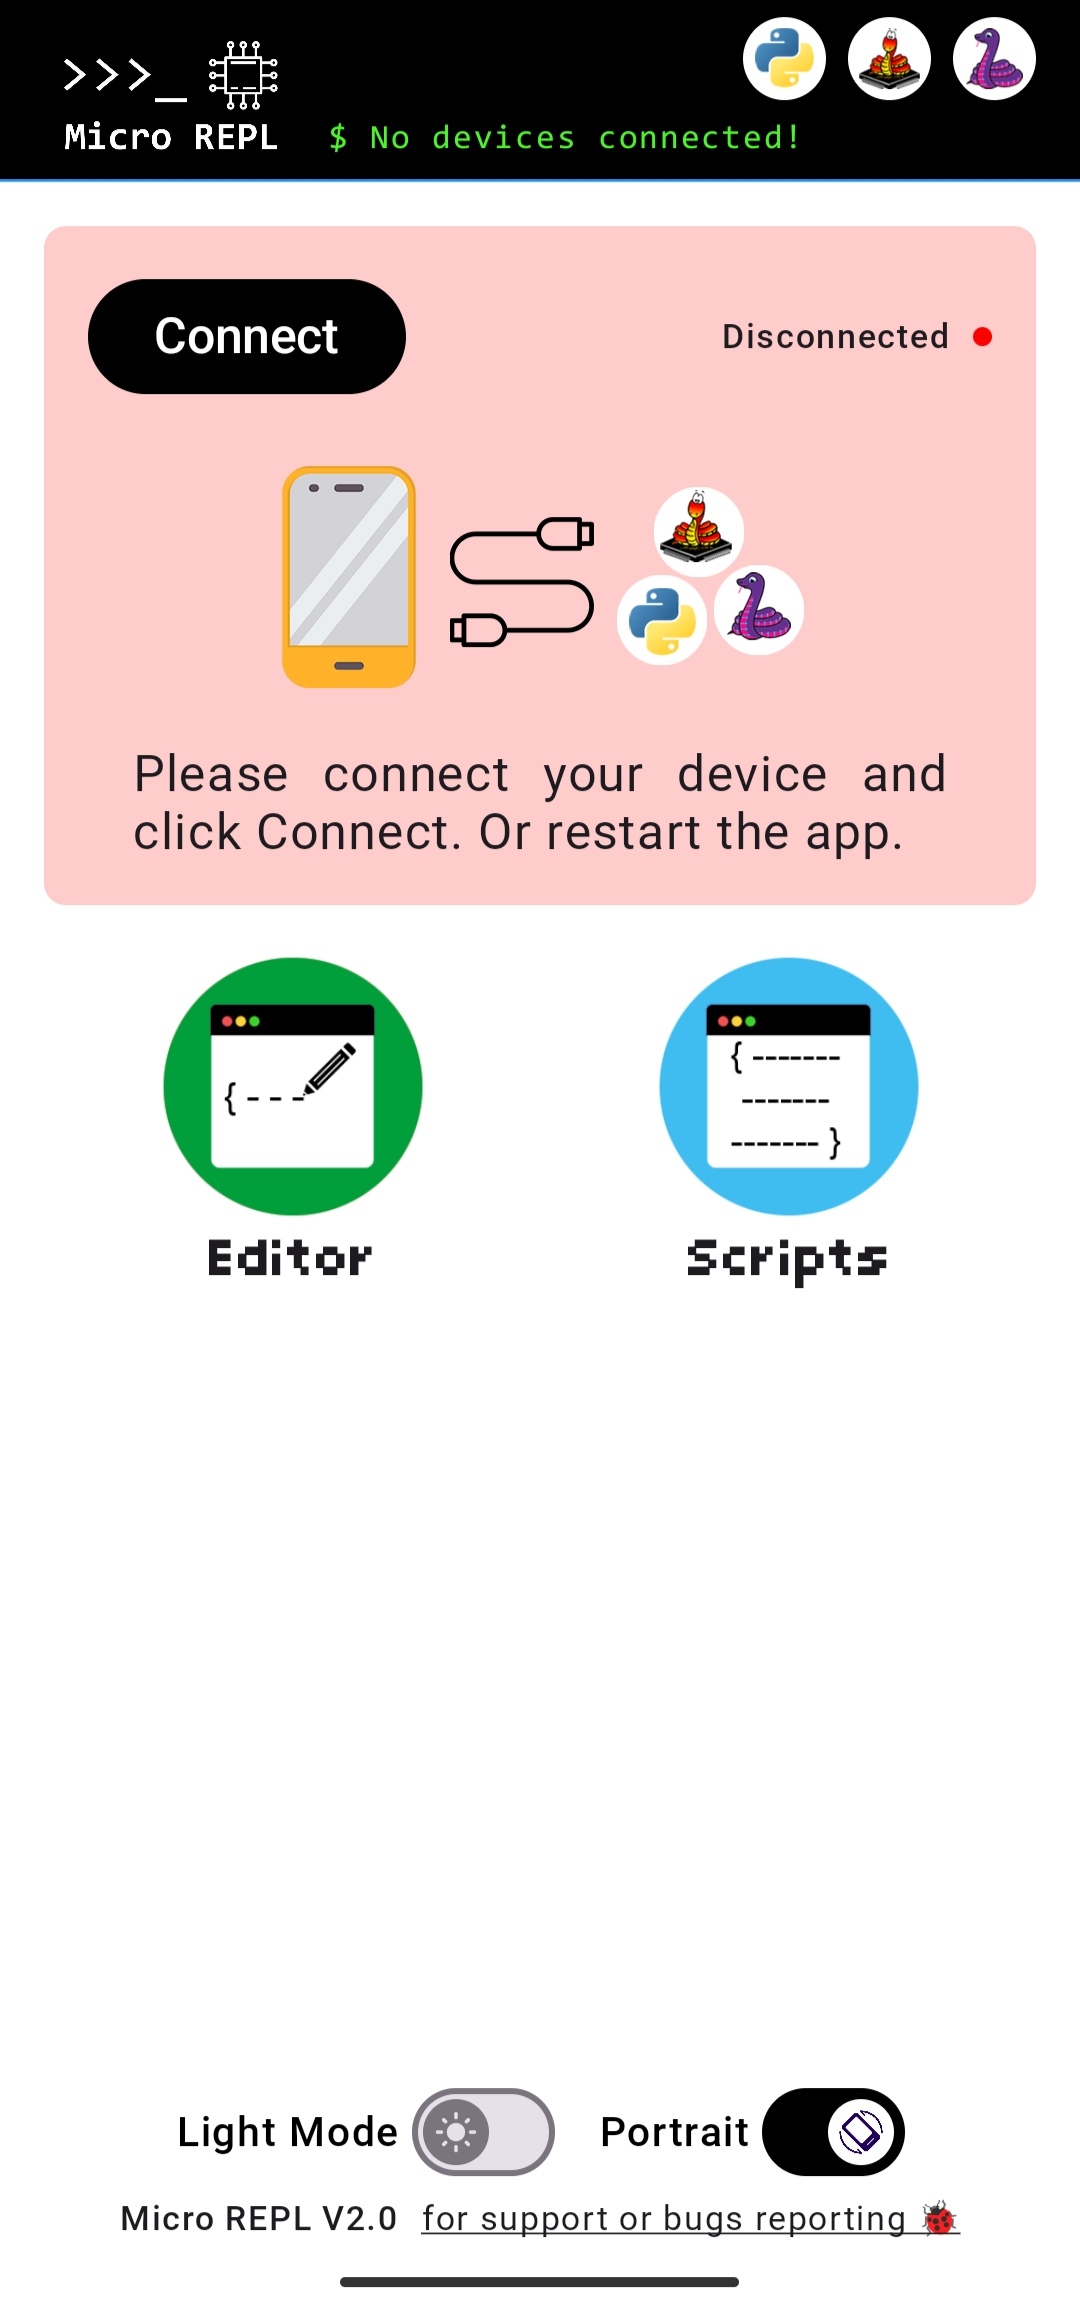 >>>_
Micro REPL $ No devices connected!
Connect
Disconnected
Please connect your device and
click Connect. Or restart the app.
{ - - -
{ -------
-------
------- }
Editor
Scripts
Light Mode
Portrait
Micro REPL V2.0 for support or bugs reporting 🐞